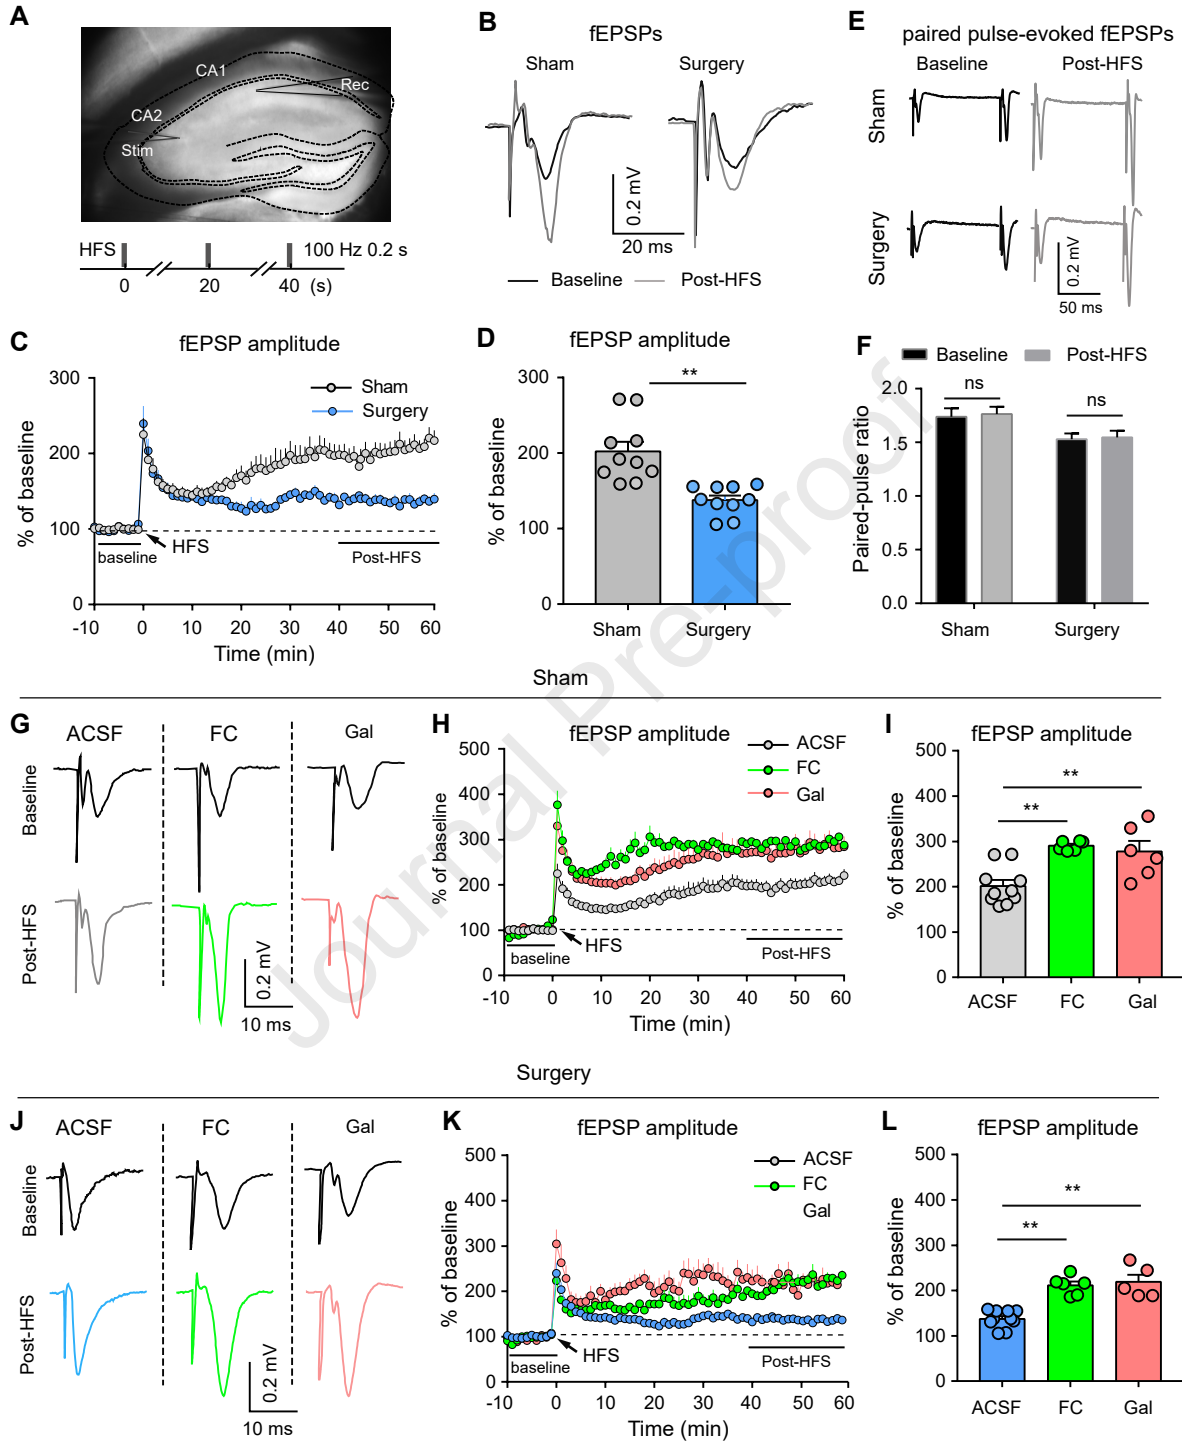 A
CA1
Rec
CA2
Stim
HFS
100 Hz 0.2 s
0
20
40
(s)
B
fEPSPs
Sham
Surgery
0.2 mV
20 ms
Baseline
Post-HFS
E
paired pulse-evoked fEPSPs
Baseline
Post-HFS
Sham
Surgery
0.2 mV
50 ms
C
fEPSP amplitude
% of baseline
300
200
100
0
Sham
Surgery
baseline
HFS
Post-HFS
-10 0 10 20 30 40 50 60
Time (min)
D
fEPSP amplitude
% of baseline
300
200
100
0
**
Sham
Surgery
F
Baseline
Post-HFS
Paired-pulse ratio
2.0
1.5
1.0
0.5
0.0
ns
ns
Sham
Surgery
Journal Pre-proof
Sham
G
ACSF
FC
Gal
Baseline
Post-HFS
0.2 mV
10 ms
H
fEPSP amplitude
% of baseline
500
400
300
200
100
0
ACSF
FC
Gal
baseline
HFS
Post-HFS
-10 0 10 20 30 40 50 60
Time (min)
I
fEPSP amplitude
% of baseline
500
400
300
200
100
0
**
**
ACSF
FC
Gal
Surgery
J
ACSF
FC
Gal
Baseline
Post-HFS
0.2 mV
10 ms
K
fEPSP amplitude
% of baseline
500
400
300
200
100
0
ACSF
FC
Gal
baseline
HFS
Post-HFS
-10 0 10 20 30 40 50 60
Time (min)
L
fEPSP amplitude
% of baseline
500
400
300
200
100
0
**
**
ACSF
FC
Gal